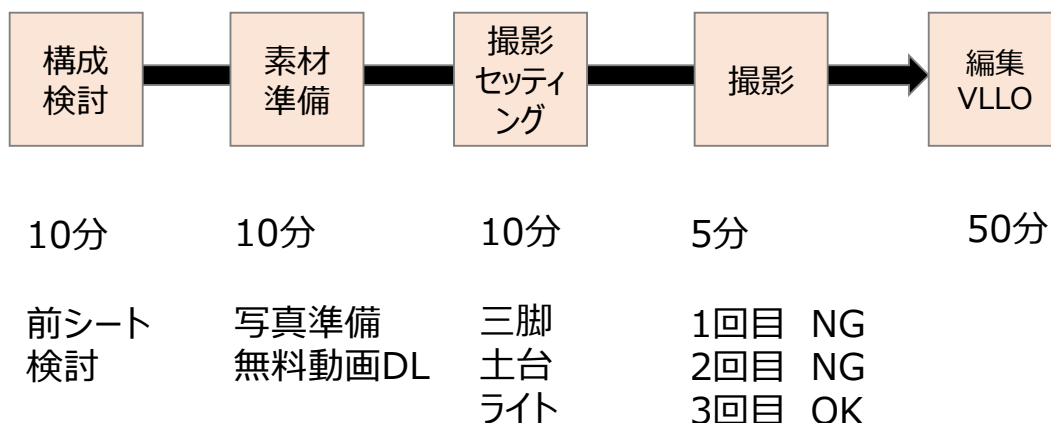 構成
検討
素材
準備
撮影
セッティ
ング
撮影
編集
VLLO
10分
10分
10分
5分
50分
前シート
検討
写真準備
無料動画DL
三脚
土台
ライト
1回目 NG
2回目 NG
3回目 OK